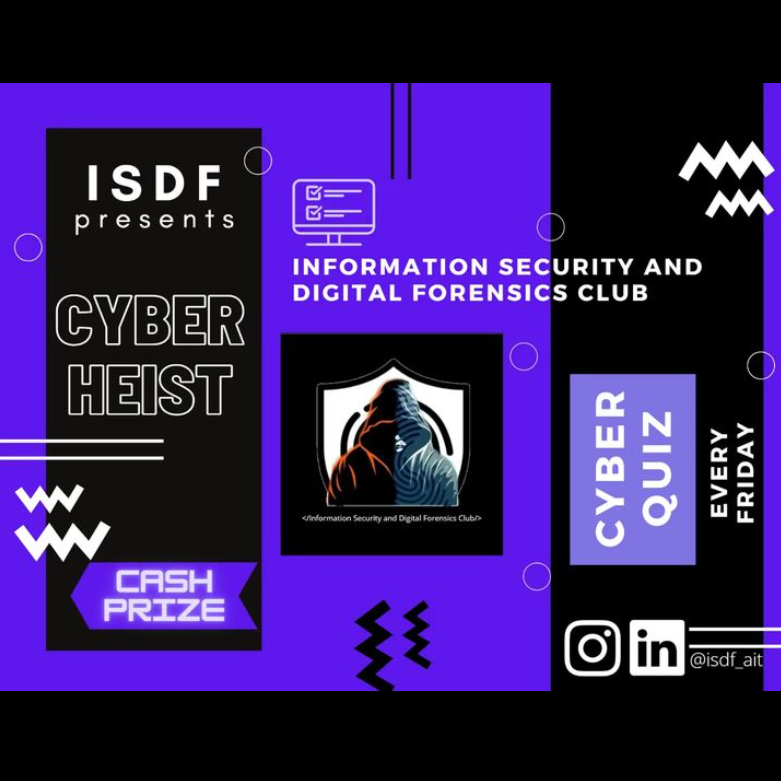 ISDF
presents
CYBER
HEIST
CASH
PRIZE
INFORMATION SECURITY AND
DIGITAL FORENSICS CLUB
</Information Security and Digital Forensics Club/>
CYBER
QUIZ
EVERY
FRIDAY
in
@isdf_ait